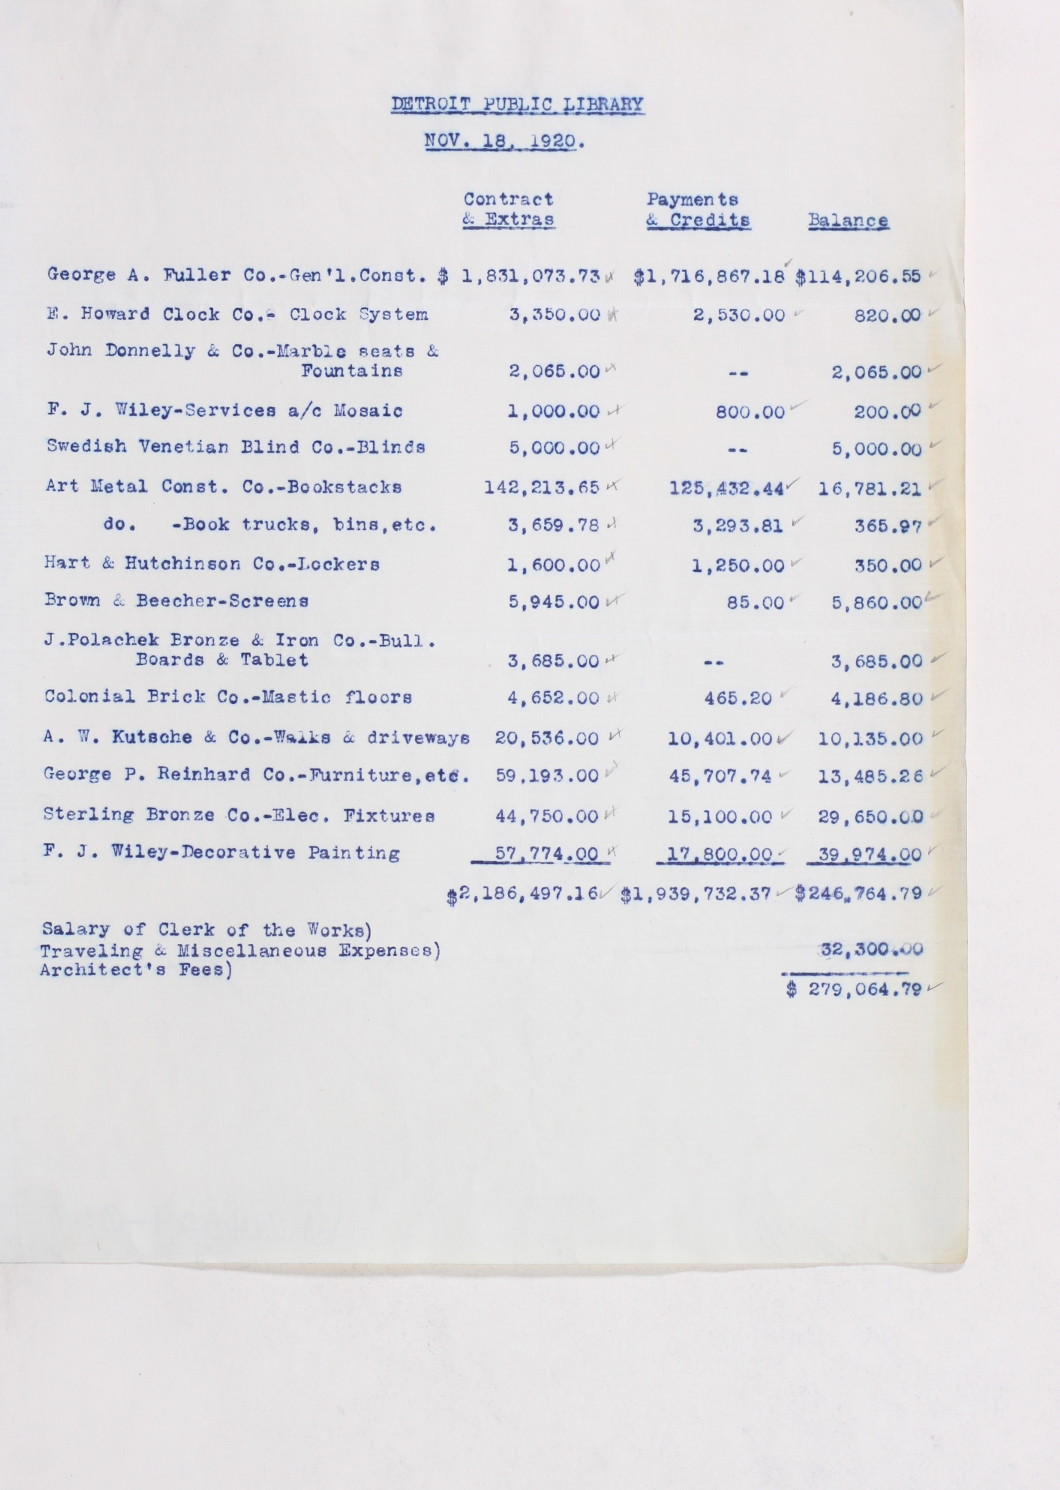 DETROIT PUBLIC LIBRARY
NOV. 18, 1920.
Contract Payments
& Extras & Credits Balance
George A. Fuller Co.-Gen'l.Const. $ 1,831,073.73 $1,716,867.18 $114,206.55
E. Howard Clock Co.- Clock System 3,350.00 2,530.00 820.00
John Donnelly & Co.-Marble seats &
Fountains 2,065.00 -- 2,065.00
F. J. Wiley-Services a/c Mosaic 1,000.00 800.00 200.00
Swedish Venetian Blind Co.-Blinds 5,000.00 -- 5,000.00
Art Metal Const. Co.-Bookstacks 142,213.65 125,432.44 16,781.21
do. -Book trucks, bins,etc. 3,659.78 3,293.81 365.97
Hart & Hutchinson Co.-Lockers 1,600.00 1,250.00 350.00
Brown & Beecher-Screens 5,945.00 85.00 5,860.00
J.Polachek Bronze & Iron Co.-Bull.
Boards & Tablet 3,685.00 -- 3,685.00
Colonial Brick Co.-Mastic floors 4,652.00 465.20 4,186.80
A. W. Kutsche & Co.-Walks & driveways 20,536.00 10,401.00 10,135.00
George P. Reinhard Co.-Furniture,etc. 59,193.00 45,707.74 13,485.26
Sterling Bronze Co.-Elec. Fixtures 44,750.00 15,100.00 29,650.00
F. J. Wiley-Decorative Painting 57,774.00 17,800.00 39,974.00
$2,186,497.16 $1,939,732.37 $246,764.79
Salary of Clerk of the Works)
Traveling & Miscellaneous Expenses) 32,300.00
Architect's Fees)
$ 279,064.79